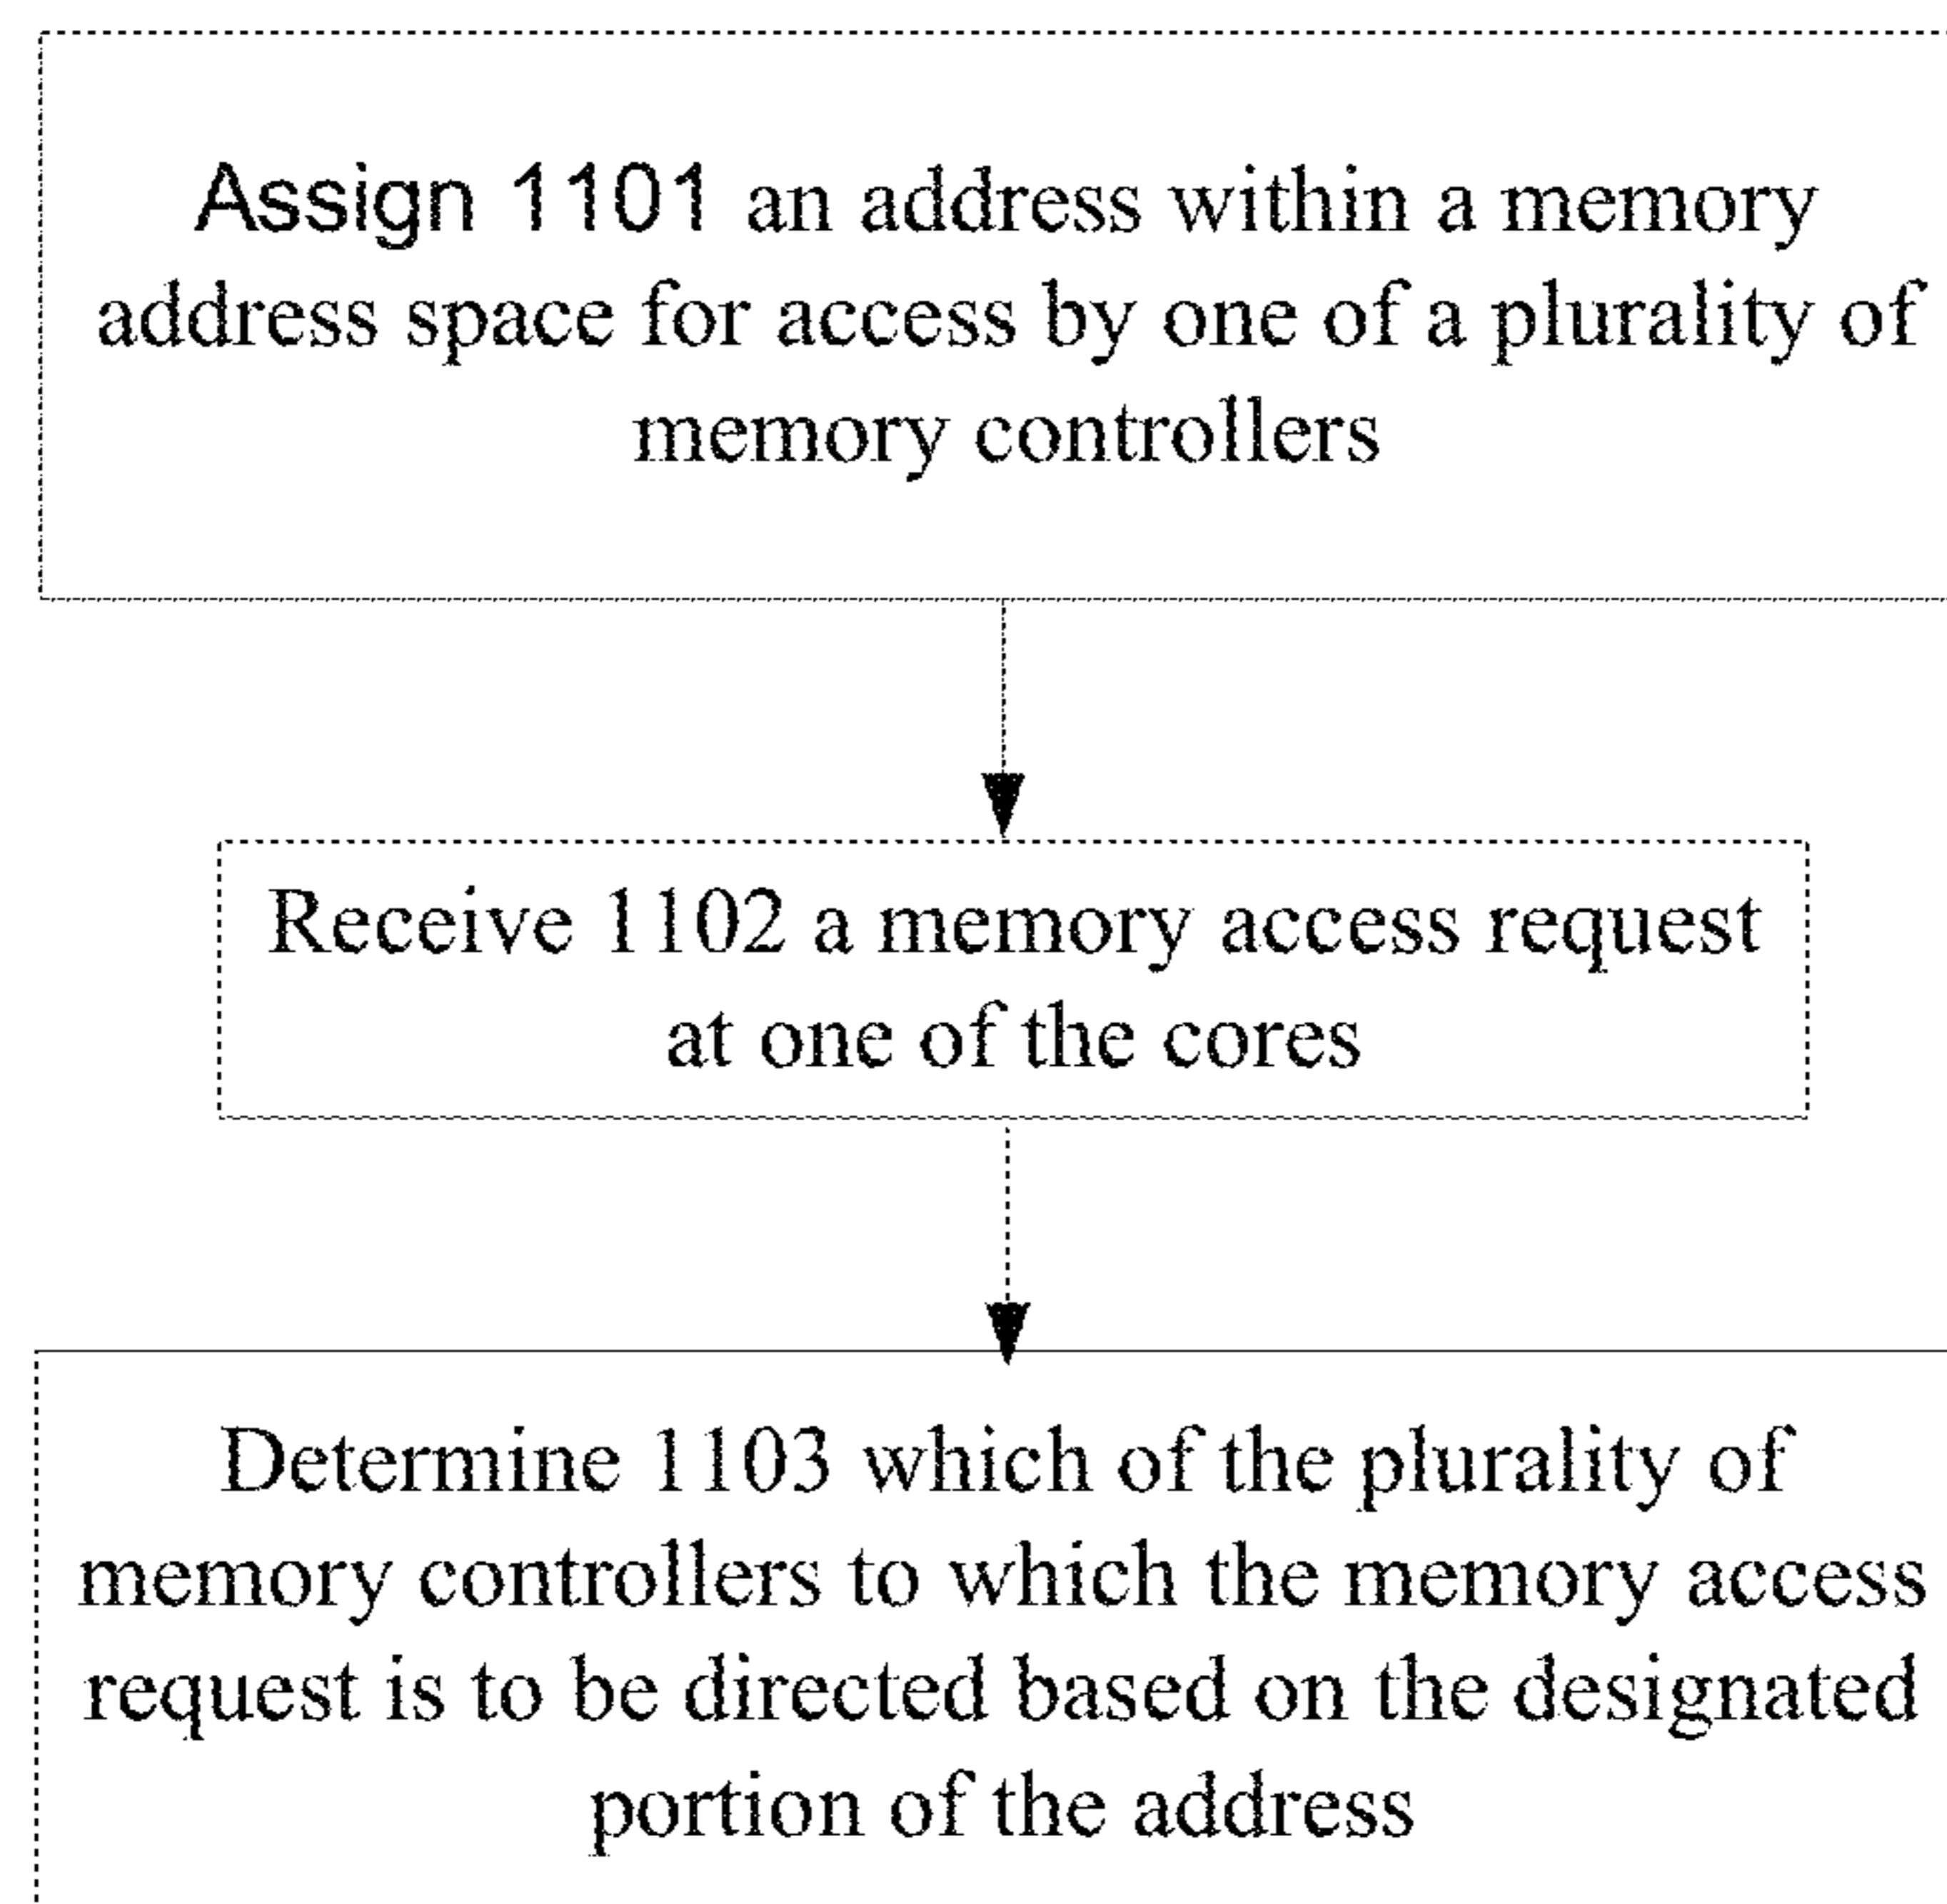 Assign 1101 an address within a memory
address space for access by one of a plurality of
memory controllers
Receive 1102 a memory access request
at one of the cores
Determine 1103 which of the plurality of
memory controllers to which the memory access
request is to be directed based on the designated
portion of the address